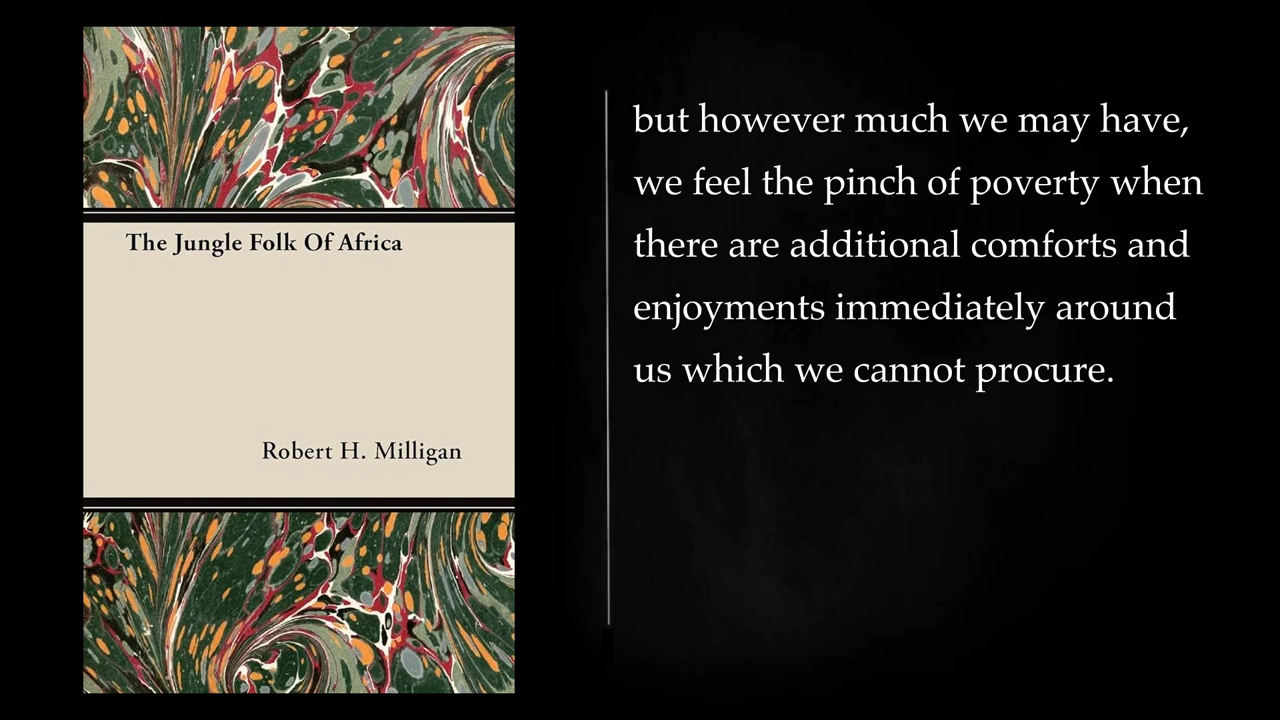 The Jungle Folk Of Africa
Robert H. Milligan
but however much we may have,
we feel the pinch of poverty when
there are additional comforts and
enjoyments immediately around
us which we cannot procure.